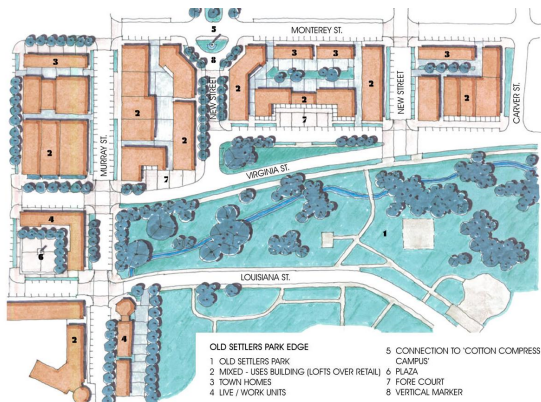 5
MONTEREY ST.
8
3
3
3
3
2
2
2
2
2
2
NEW STREET
NEW STREET
CARVER ST.
MURRAY ST.
2
7
7
VIRGINIA ST.
4
6
1
LOUISIANA ST.
2
4
OLD SETTLERS PARK EDGE
1 OLD SETTLERS PARK
2 MIXED - USES BUILDING (LOFTS OVER RETAIL)
3 TOWN HOMES
4 LIVE / WORK UNITS
5 CONNECTION TO 'COTTON COMPRESS
CAMPUS'
6 PLAZA
7 FORE COURT
8 VERTICAL MARKER